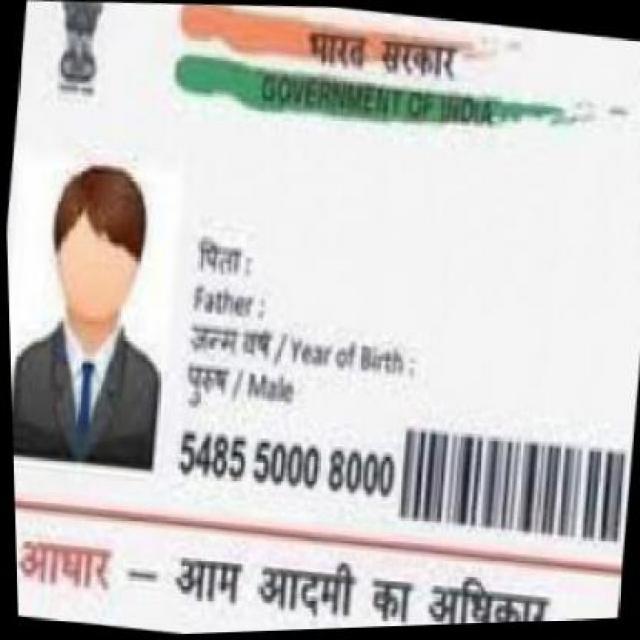 भारत सरकार
GOVERNMENT OF INDIA
पिता :
Father :
जन्म वर्ष / Year of Birth :
पुरुष / Male
5485 5000 8000
आधार – आम आदमी का अधिकार